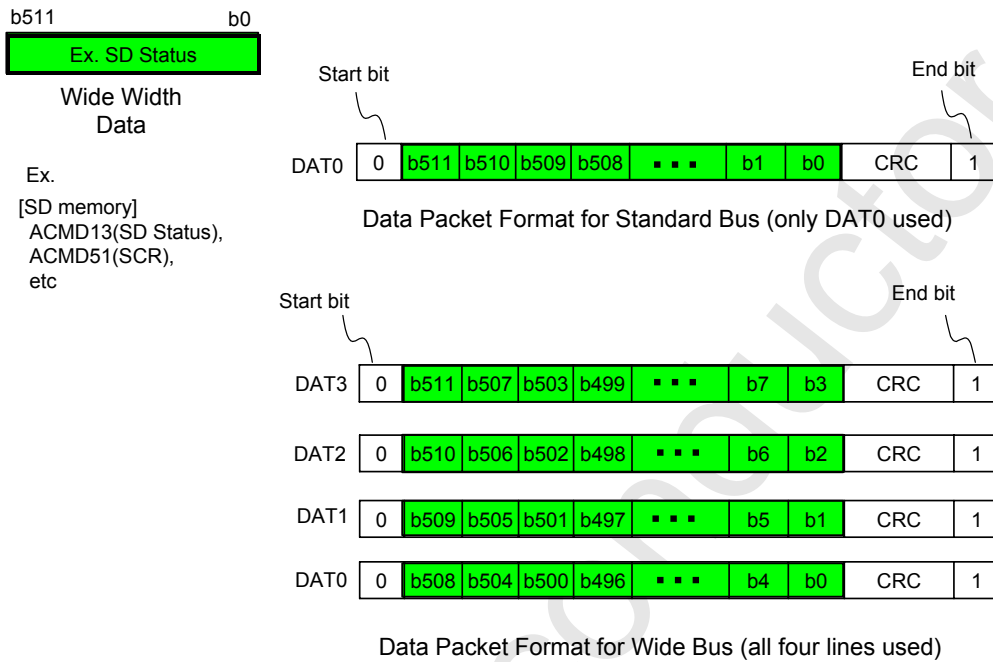 b511 b0
Ex. SD Status
Wide Width
Data
Ex.
[SD memory]
ACMD13(SD Status),
ACMD51(SCR),
etc
Start bit End bit
DAT0 0 b511 b510 b509 b508 ▪ ▪ ▪ b1 b0 CRC 1
Data Packet Format for Standard Bus (only DAT0 used)
Start bit End bit
DAT3 0 b511 b507 b503 b499 ▪ ▪ ▪ b7 b3 CRC 1
DAT2 0 b510 b506 b502 b498 ▪ ▪ ▪ b6 b2 CRC 1
DAT1 0 b509 b505 b501 b497 ▪ ▪ ▪ b5 b1 CRC 1
DAT0 0 b508 b504 b500 b496 ▪ ▪ ▪ b4 b0 CRC 1
Data Packet Format for Wide Bus (all four lines used)